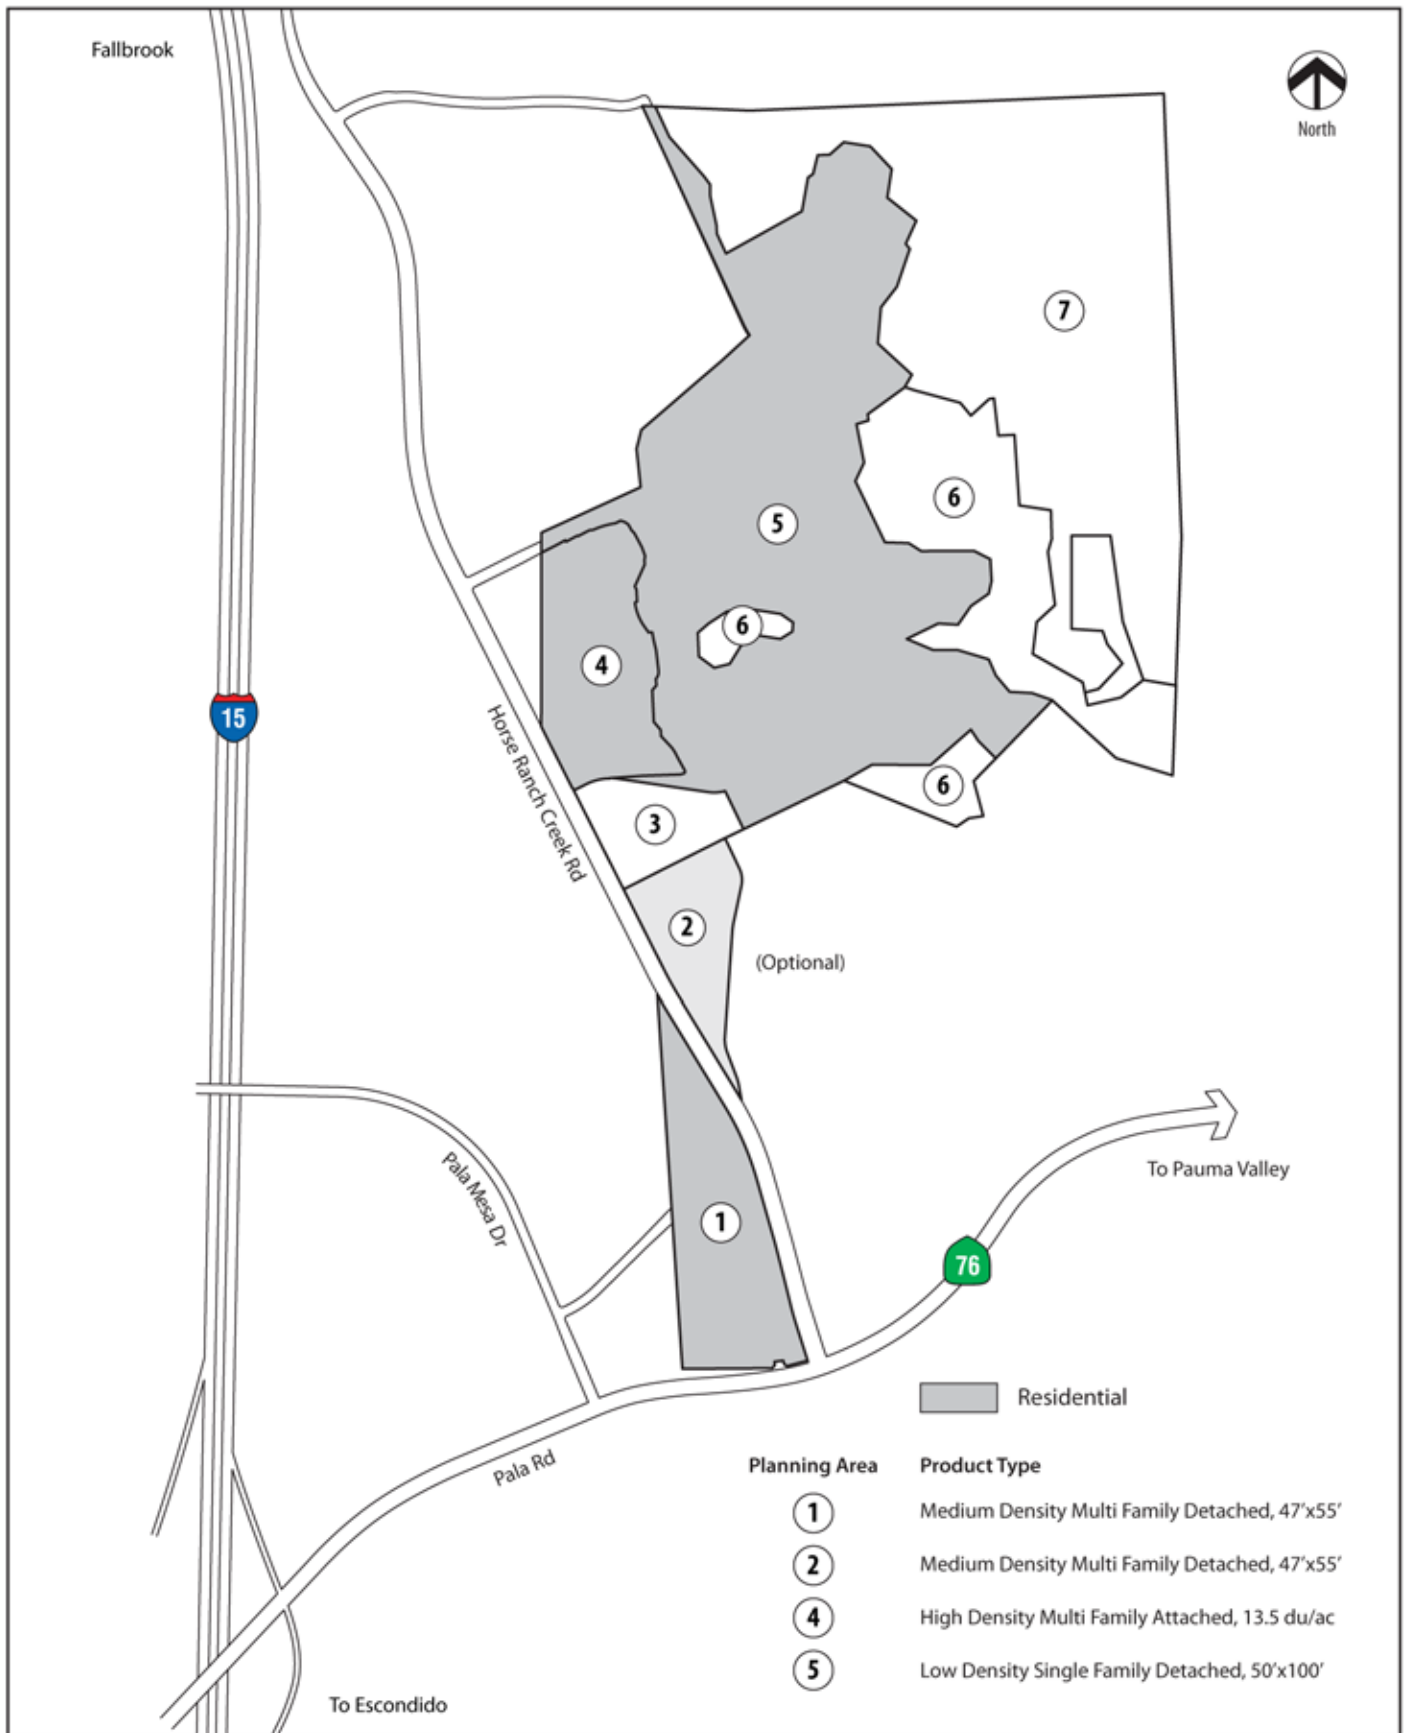 Fallbrook
North
7
6
5
6
4
15
Horse Ranch Creek Rd
6
3
2
(Optional)
Pala Mesa Dr
To Pauma Valley
1
76
Residential
Pala Rd
Planning Area Product Type
1 Medium Density Multi Family Detached, 47'x55'
2 Medium Density Multi Family Detached, 47'x55'
4 High Density Multi Family Attached, 13.5 du/ac
5 Low Density Single Family Detached, 50'x100'
To Escondido